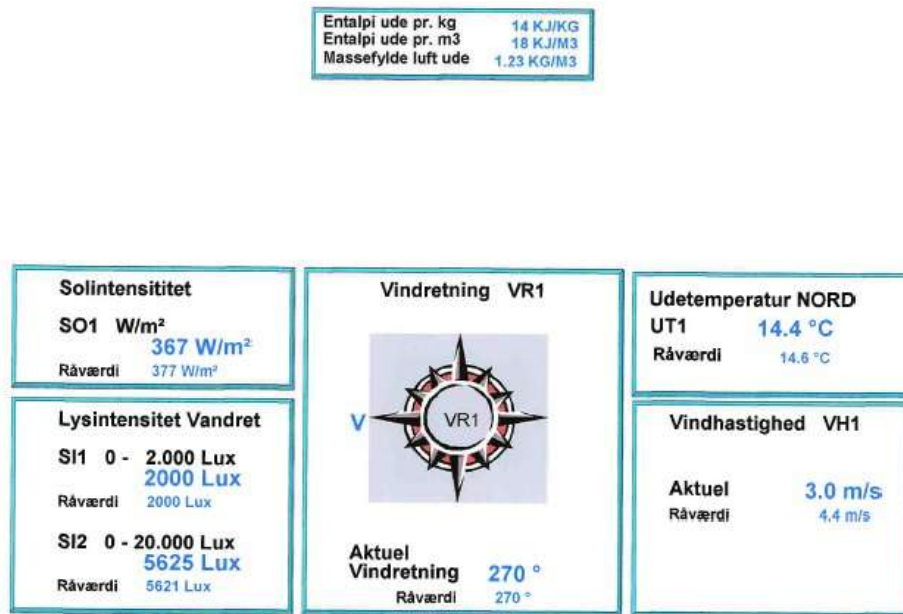 Entalpi ude pr. kg 14 KJ/KG
Entalpi ude pr. m3 18 KJ/M3
Massefylde luft ude 1.23 KG/M3
Solintensititet
SO1 W/m²
367 W/m²
Råværdi 377 W/m²
Lysintensitet Vandret
SI1 0 - 2.000 Lux
2000 Lux
Råværdi 2000 Lux
SI2 0 - 20.000 Lux
5625 Lux
Råværdi 5621 Lux
Vindretning VR1
V VR1
Aktuel
Vindretning 270 °
Råværdi 270 °
Udetemperatur NORD
UT1 14.4 °C
Råværdi 14.6 °C
Vindhastighed VH1
Aktuel 3.0 m/s
Råværdi 4.4 m/s